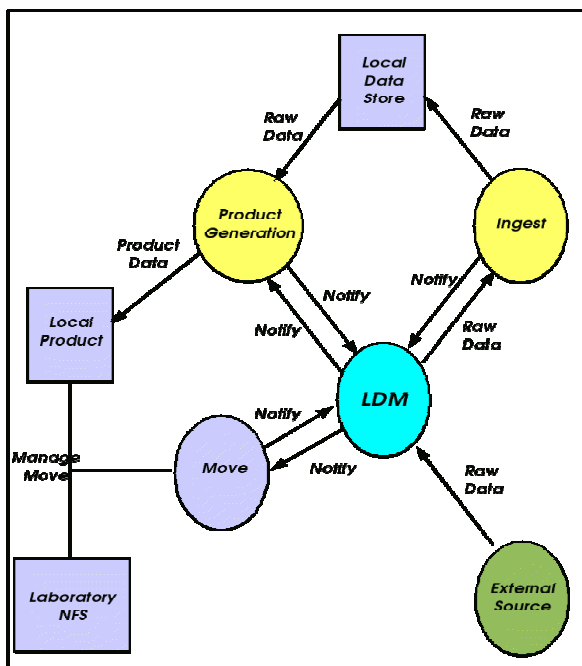 Local
Data
Store
Raw
Data
Raw
Data
Product
Generation
Ingest
Product
Data
Notify
Notify
Local
Product
Notify
Raw
Data
LDM
Notify
Manage
Move
Move
Notify
Raw
Data
Laboratory
NFS
External
Source